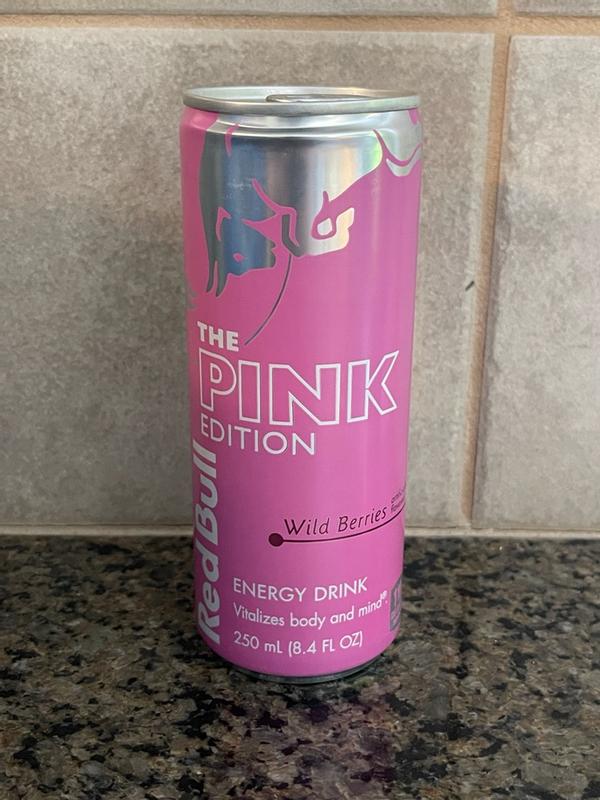 THE
PINK
EDITION
Red Bull
Wild Berries
ENERGY DRINK
Vitalizes body and mind®.
250 mL (8.4 FL OZ)